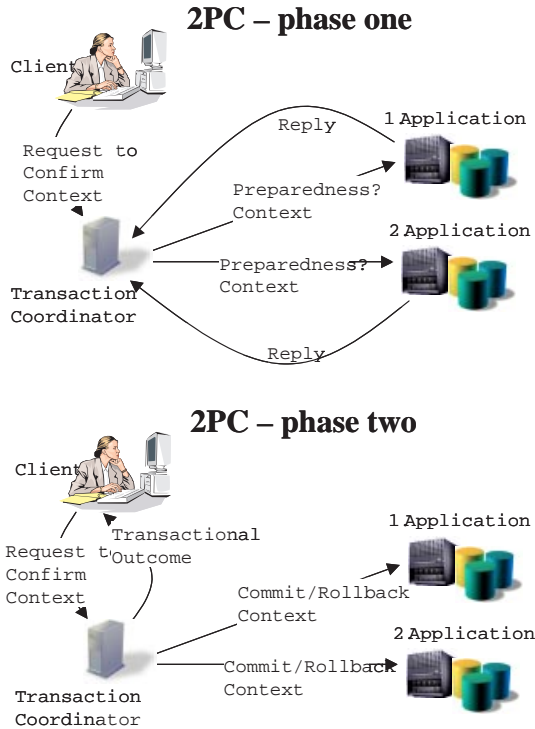 2PC – phase one
Client
Reply
1 Application
Request to
Confirm
Context
Preparedness?
Context
2 Application
Preparedness?
Context
Transaction
Coordinator
Reply
2PC – phase two
Client
Transactional
Outcome
1 Application
Request to
Confirm
Context
Commit/Rollback
Context
2 Application
Commit/Rollback
Context
Transaction
Coordinator